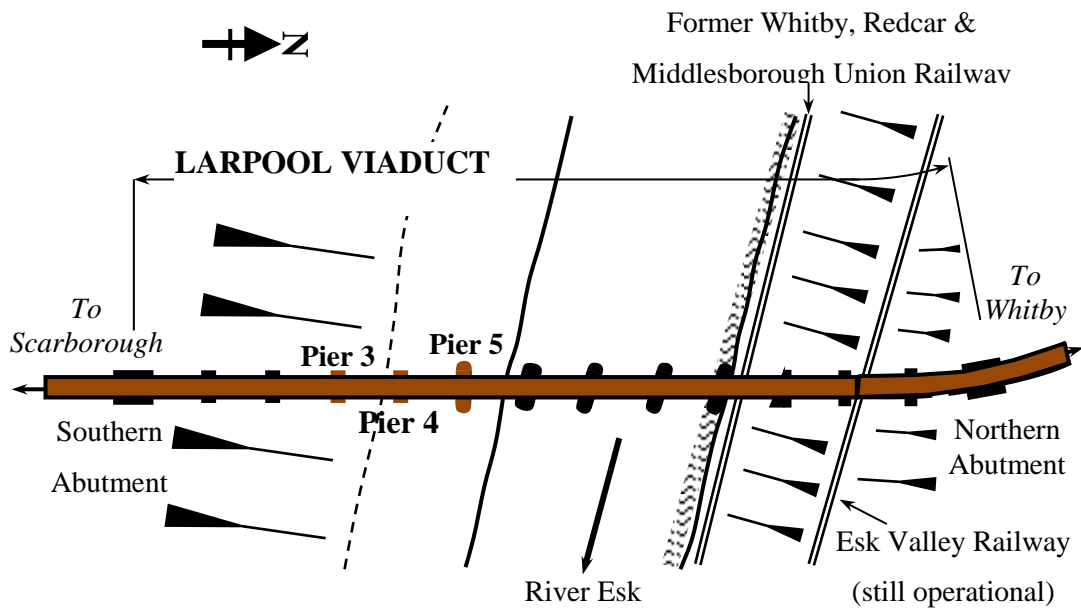 Former Whitby, Redcar &
Middlesborough Union Railway
N
LARPOOL VIADUCT
To
Scarborough
To
Whitby
Pier 3
Pier 5
Pier 4
Southern
Abutment
Northern
Abutment
Esk Valley Railway
(still operational)
River Esk